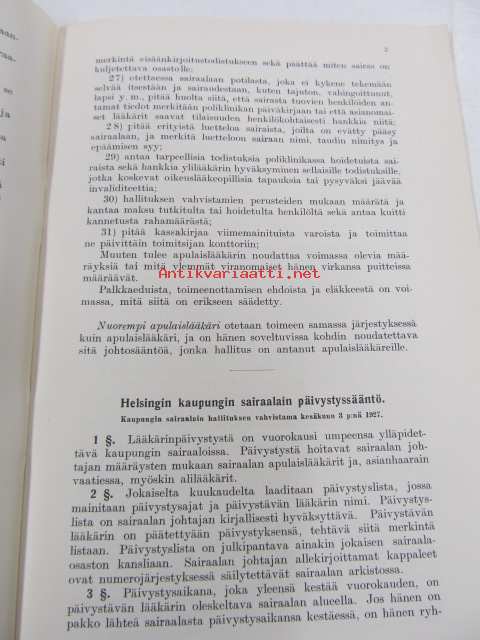 3
merkintä sisäänkirjoitustodistukseen sekä päättää miten sairas on
kuljetettava osastolle;
27) otettaessa sairaalaan potilasta, joka ei kykene tekemään
selvää itsestään ja sairaudestaan, kuten tajuton, vahingoittunut,
lapsi y.m., pitää huolta siitä, että sairasta tuovien henkilöiden an-
tamat tiedot merkitään poliklinikan päiväkirjaan tai että asianomai-
set lääkärit saavat tilaisuuden henkilökohtaisesti hankkia niitä;
28) pitää erityistä luetteloa sairaista, joilta on evätty pääsy
sairaalaan, ja merkitä luetteloon sairaan nimi, taudin nimitys ja
epäämisen syy;
29) antaa tarpeellisia todistuksia poliklinikassa hoidetuista sai-
raista sekä hankkia ylilääkärin hyväksyminen sellaisille todistuksille,
jotka koskevat oikeuslääkeopillisia tapauksia tai pysyväksi jäävää
invaliditeettia;
30) hallituksen vahvistamien perusteiden mukaan määrätä ja
kantaa maksu tutkitulta tai hoidetulta henkilöltä sekä antaa kuitti
kannetusta rahamäärästä;
31) pitää kassakirjaa viimemainituista varoista ja toimittaa
ne päivittäin toimitsijan konttoriin;
Muuten tulee apulaislääkärin noudattaa voimassa olevia mää-
räyksiä tai mitä ylemmät viranomaiset hänen virkansa puitteissa
määräävät.
Antikvariaatti.net
Palkkaeduista, toimeenottamisen ehdoista ja eläkkeestä on voi-
massa, mitä siitä on erikseen säädetty.
Nuorempi apulaislääkäri otetaan toimeen samassa järjestyksessä
kuin apulaislääkäri, ja on hänen soveltuvissa kohdin noudatettava
sitä johtosääntöä, jonka hallitus on antanut apulaislääkäreille.
Helsingin kaupungin sairaalain päivystyssääntö.
Kaupungin sairaalain hallituksen vahvistama kesäkuun 3 p:nä 1927.
1 §. Lääkärinpäivystystä on vuorokausi umpeensa ylläpidet-
tävä kaupungin sairaaloissa. Päivystystä hoitavat sairaalan joh-
tajan määräysten mukaan sairaalan apulaislääkärit ja, asianhaarain
vaatiessa, myöskin alilääkärit.
2 §. Jokaiselta kuukaudelta laaditaan päivystyslista, jossa
mainitaan päivystysajat ja päivystävän lääkärin nimi. Päivystys-
lista on sairaalan johtajan kirjallisesti hyväksyttävä. Päivystävän
lääkärin on päätettyään päivystyksensä, tehtävä siitä merkintä
listaan. Päivystyslista on julkipantava ainakin jokaisen sairaala-
osaston kansliaan. Sairaalan johtajan allekirjoittamat kappaleet
ovat numerojärjestyksessä säilytettävät sairaalan arkistossa.
3 §. Päivystysaikana, joka yleensä kestää vuorokauden, on
päivystävän lääkärin oleskeltava sairaalan alueella. Jos hänen on
pakko lähteä sairaalasta päivystysaikansa kestäessä, on hänen ryh-